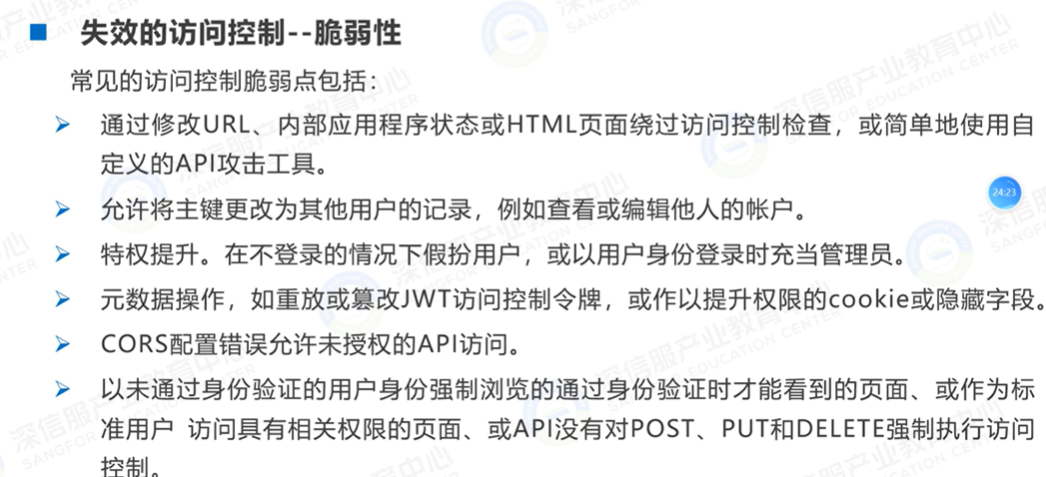 失效的访问控制--脆弱性
常见的访问控制脆弱点包括：
通过修改URL、内部应用程序状态或HTML页面绕过访问控制检查，或简单地使用自
定义的API攻击工具。
允许将主键更改为其他用户的记录，例如查看或编辑他人的帐户。
24:23
特权提升。在不登录的情况下假扮用户，或以用户身份登录时充当管理员。
元数据操作，如重放或篡改JWT访问控制令牌，或作以提升权限的cookie或隐藏字段。
CORS配置错误允许未授权的API访问。
以未通过身份验证的用户身份强制浏览的通过身份验证时才能看到的页面、或作为标
准用户 访问具有相关权限的页面、或API没有对POST、PUT和DELETE强制执行访问
控制。
深信服产业教育中心
SANGFOR EDUCATION CENTER